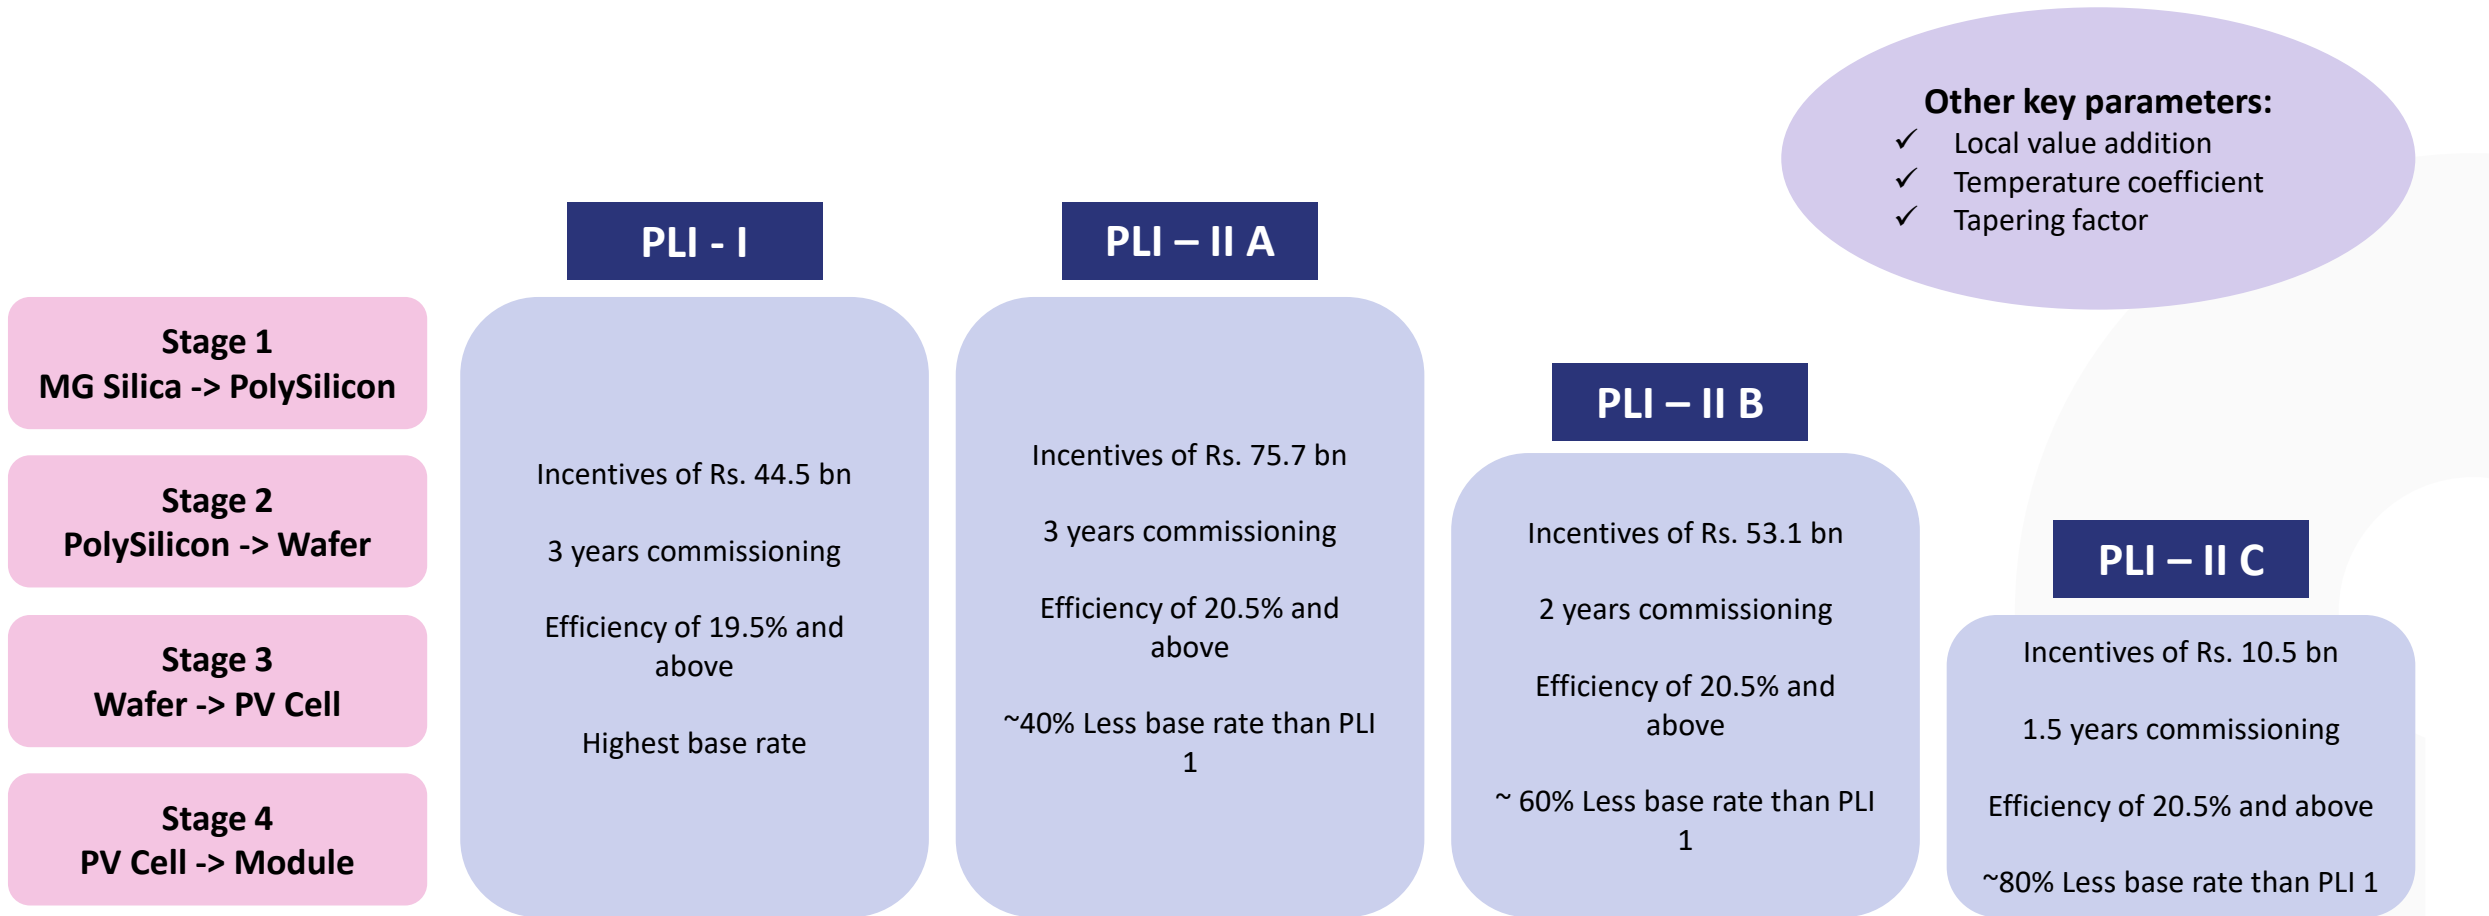 Other key parameters:
✓ Local value addition
✓ Temperature coefficient
✓ Tapering factor
Stage 1
MG Silica -> PolySilicon
Stage 2
PolySilicon -> Wafer
Stage 3
Wafer -> PV Cell
Stage 4
PV Cell -> Module
PLI - I
Incentives of Rs. 44.5 bn
3 years commissioning
Efficiency of 19.5% and
above
Highest base rate
PLI – II A
Incentives of Rs. 75.7 bn
3 years commissioning
Efficiency of 20.5% and
above
~40% Less base rate than PLI
1
PLI – II B
Incentives of Rs. 53.1 bn
2 years commissioning
Efficiency of 20.5% and
above
~ 60% Less base rate than PLI
1
PLI – II C
Incentives of Rs. 10.5 bn
1.5 years commissioning
Efficiency of 20.5% and above
~80% Less base rate than PLI 1